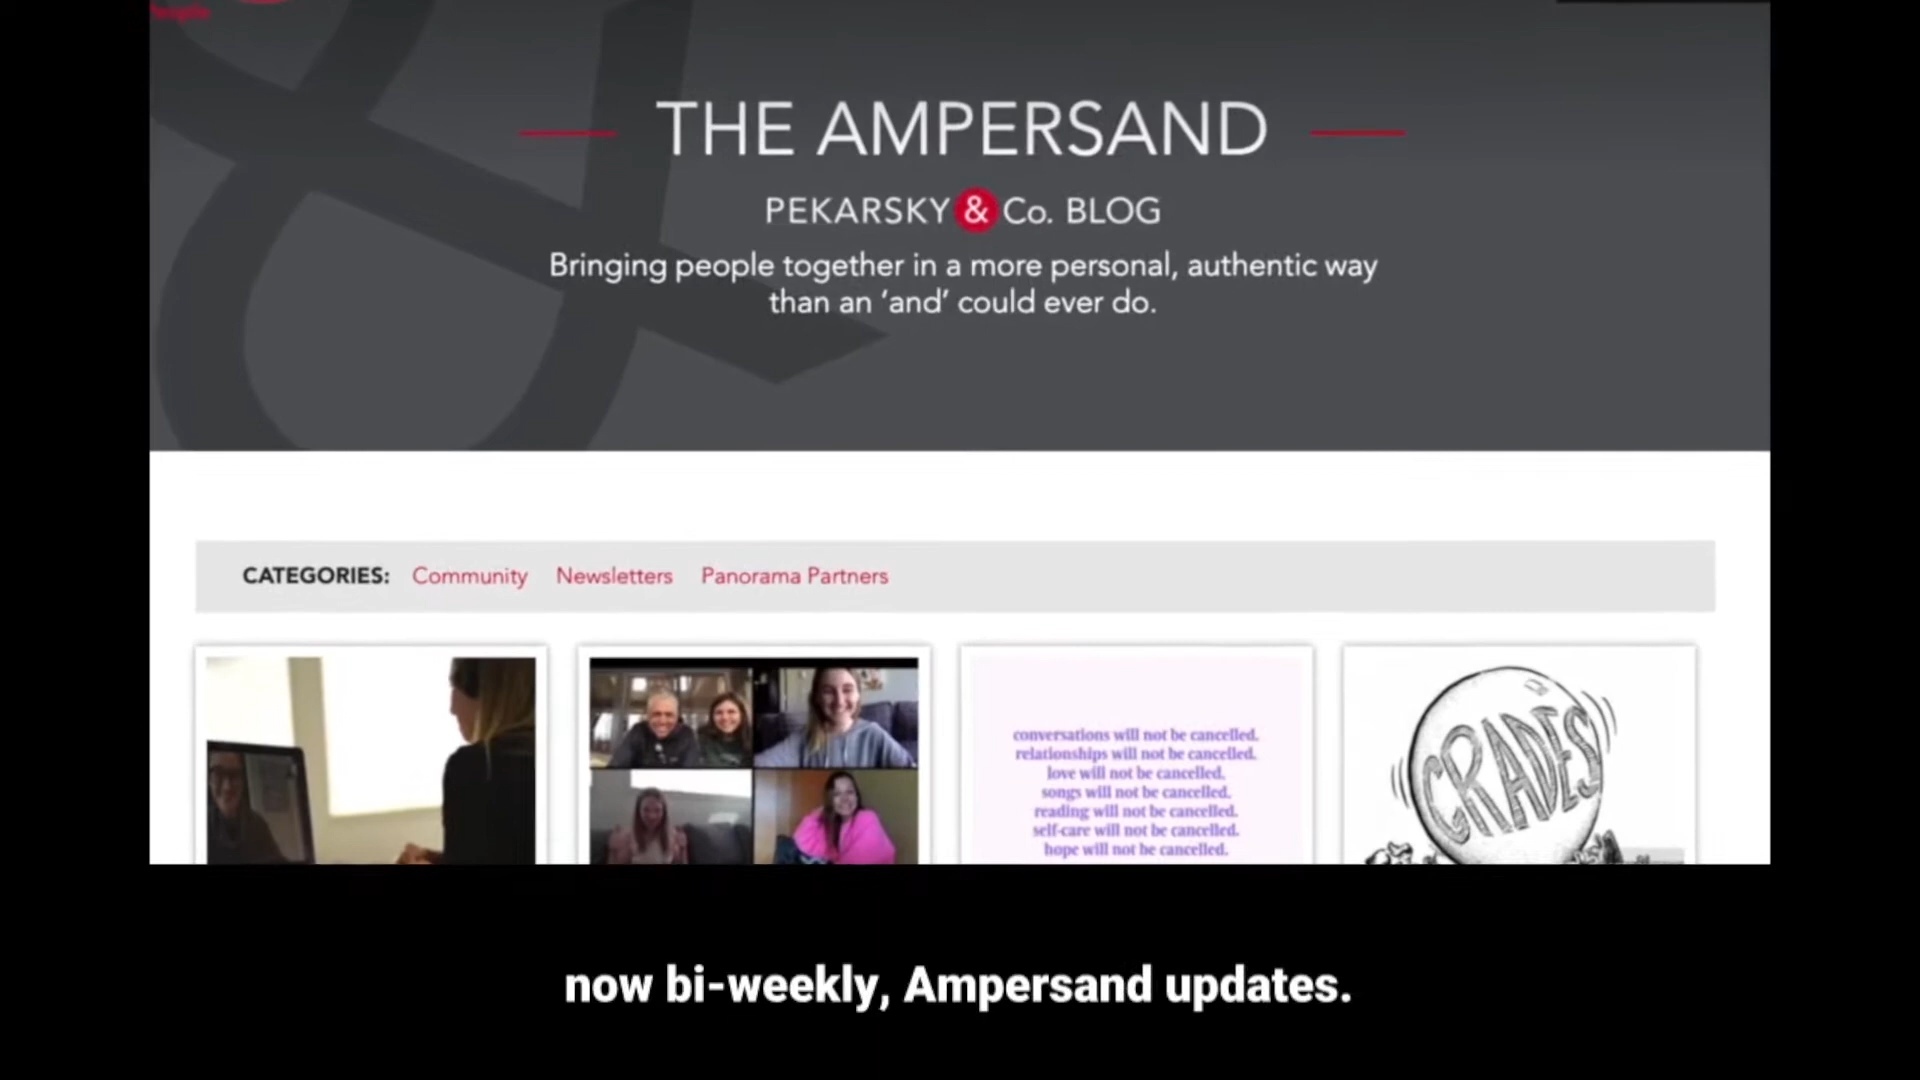 People
THE AMPERSAND
PEKARSKY & Co. BLOG
Bringing people together in a more personal, authentic way
than an ‘and’ could ever do.
CATEGORIES: Community Newsletters Panorama Partners
conversations will not be cancelled.
relationships will not be cancelled.
love will not be cancelled.
songs will not be cancelled.
reading will not be cancelled.
self-care will not be cancelled.
hope will not be cancelled.
GRADES
now bi-weekly, Ampersand updates.